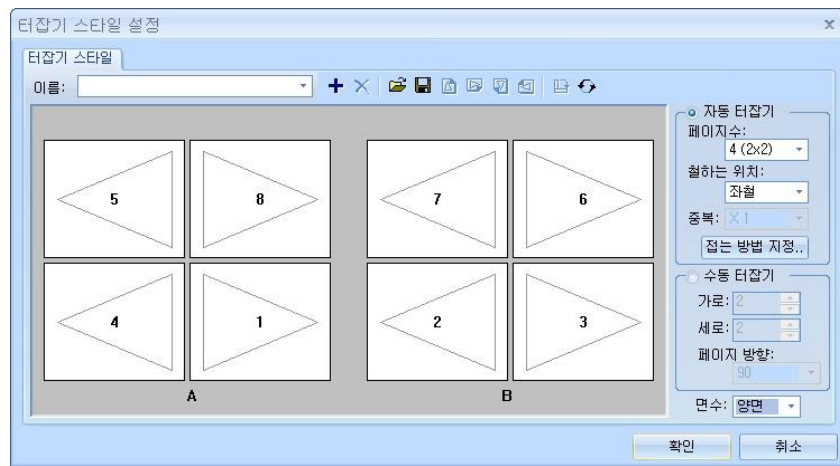 터잡기 스타일 설정
터잡기 스타일
이름:
자동 터잡기
페이지수:
4 (2x2)
철하는 위치:
좌철
중복: X 1
접는 방법 지정..
수동 터잡기
가로: 2
세로: 2
페이지 방향:
90
면수: 양면
5 8 7 6
4 1 2 3
A B
확인 취소